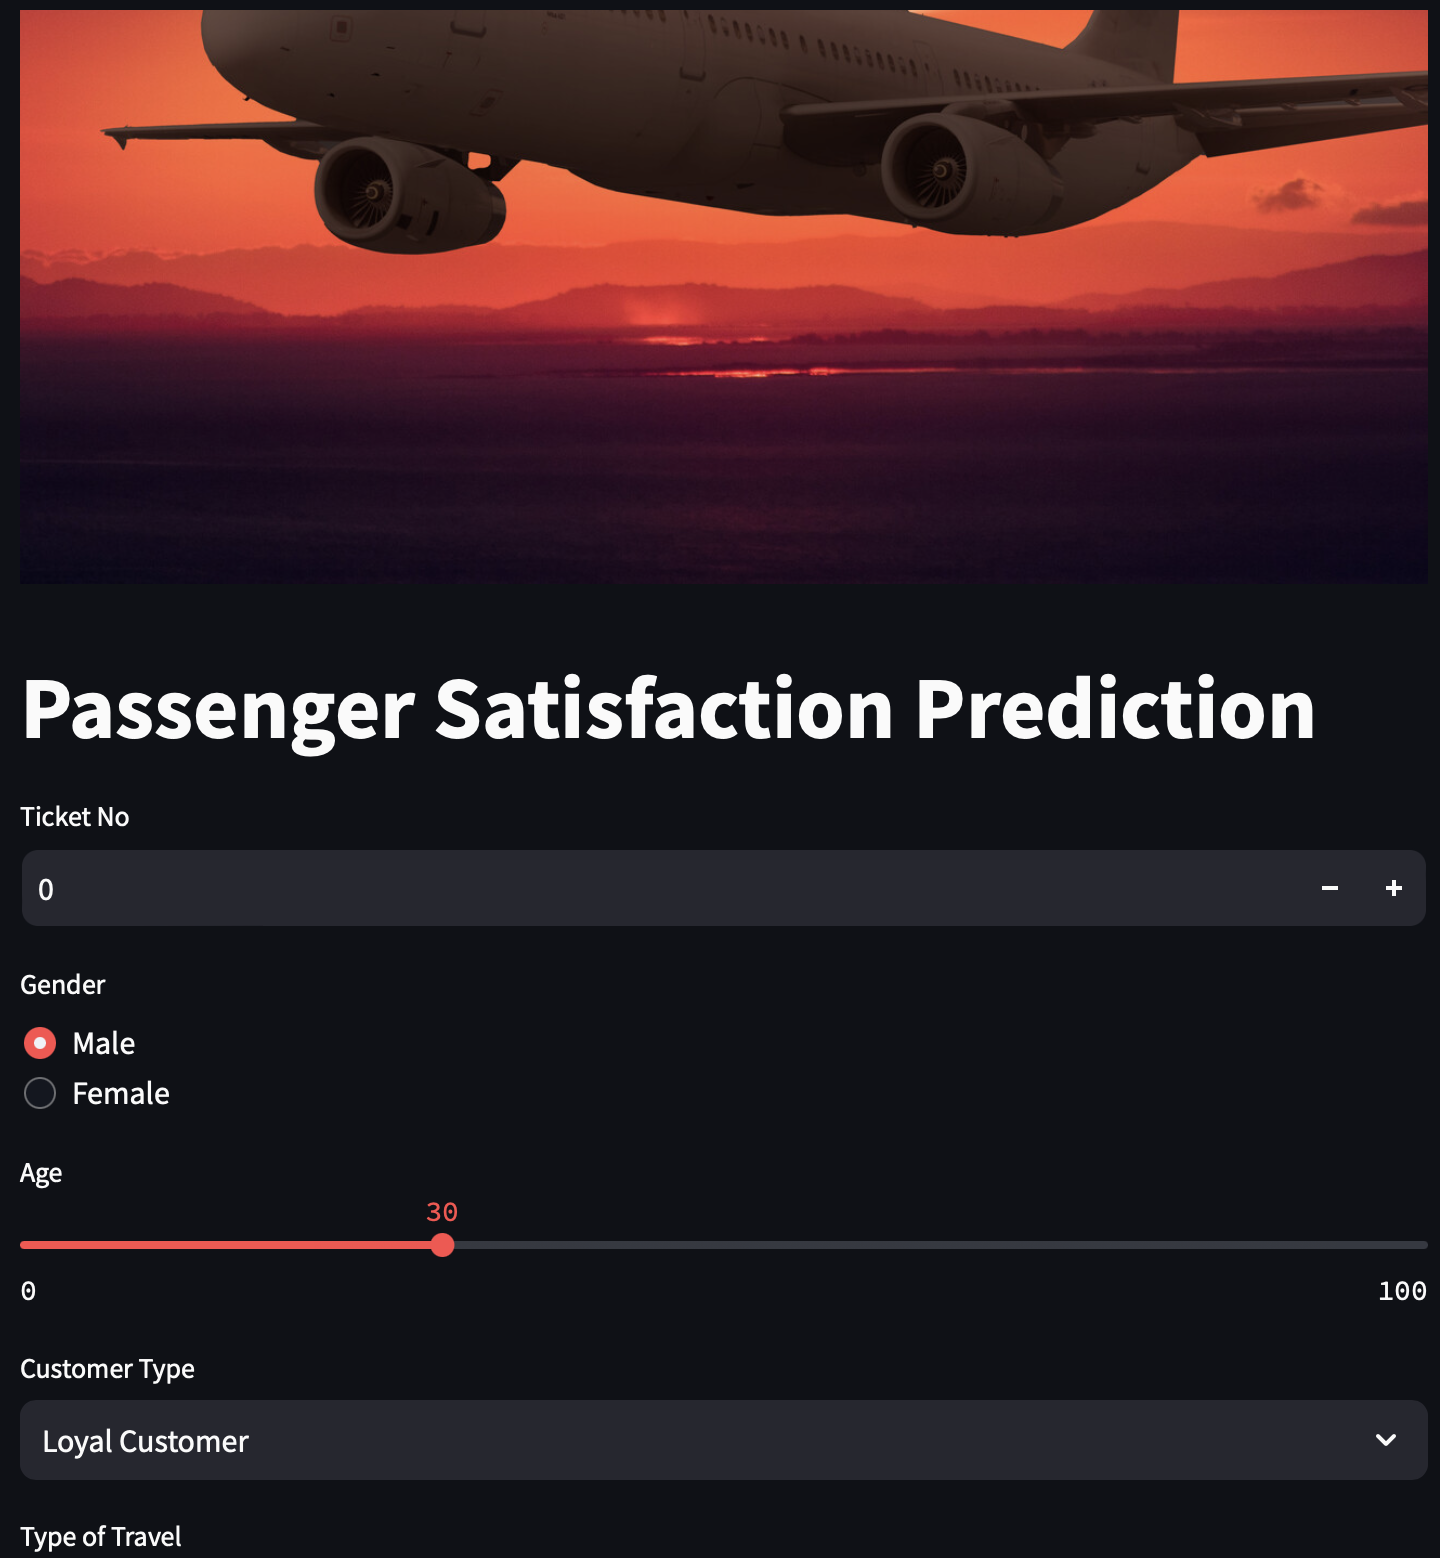 Passenger Satisfaction Prediction
Ticket No
0
Gender
Male
Female
Age
30
0 100
Customer Type
Loyal Customer
Type of Travel